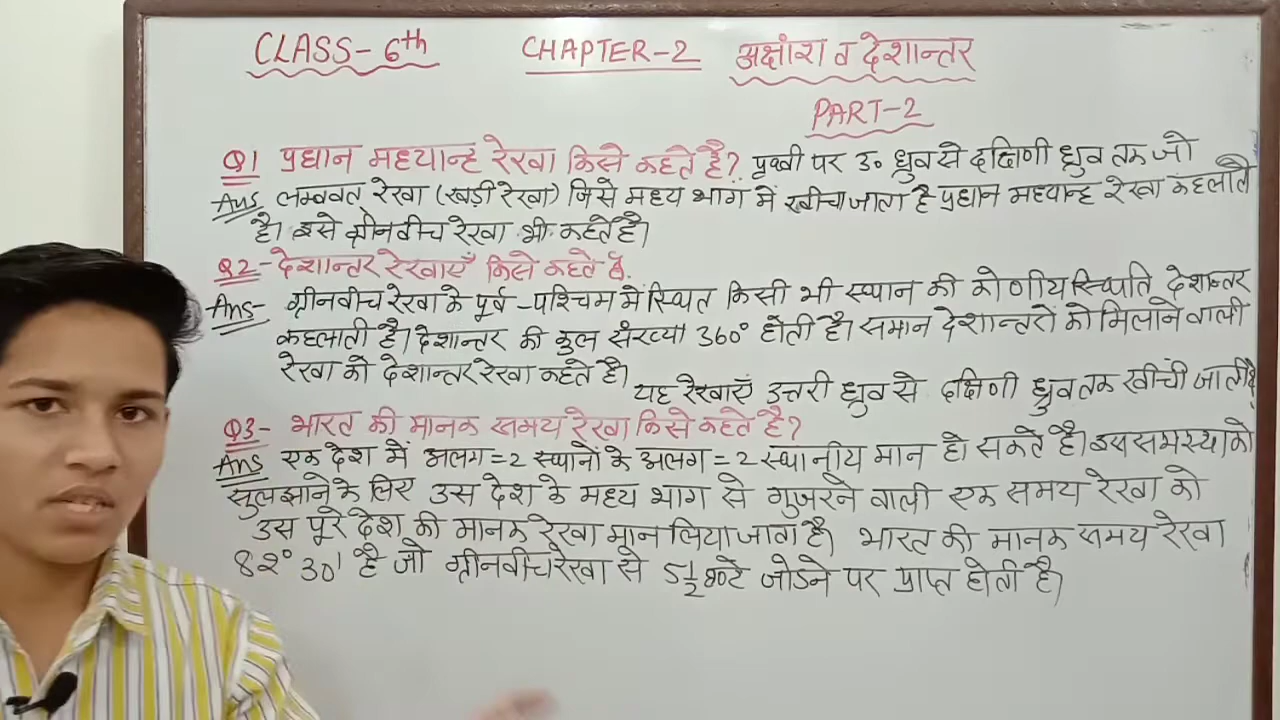 CLASS- 6th CHAPTER-2 अक्षांश व देशान्तर
PART-2
Q1 प्रधान मध्यान्ह रेखा किसे कहते है? पृथ्वी पर उ० ध्रुव से दक्षिणी ध्रुव तक जो
Ans लम्बवत रेखा (खड़ी रेखा) जिसे मध्य भाग में खींचा जाता है प्रधान मध्यान्ह रेखा कहलाती
है। इसे ग्रीनवीच रेखा भी कहते है।
Q2- देशान्तर रेखाएँ किसे कहते है.
Ans- ग्रीनवीच रेखा के पूर्व - पश्चिम में स्थित किसी भी स्थान की कोणीय स्थिति देशान्तर
कहलाती है। देशान्तर की कुल संख्या 360° होती है। समान देशान्तरों को मिलाने वाली
रेखा को देशान्तर रेखा कहते है।
यह रेखाएँ उत्तरी ध्रुव से दक्षिणी ध्रुव तक खींची जाती है
Q3- भारत की मानक समय रेखा किसे कहते है?
Ans एक देश में अलग=2 स्थानों के अलग=2 स्थानीय मान हो सकते है। इस समस्या को
सुलझाने के लिए उस देश के मध्य भाग से गुजरने वाली एक समय रेखा को
उस पूरे देश की मानक रेखा मान लिया जाता है। भारत की मानक समय रेखा
82° 30' है जो ग्रीनवीच रेखा से 5½ घण्टे जोडने पर प्राप्त होती है।